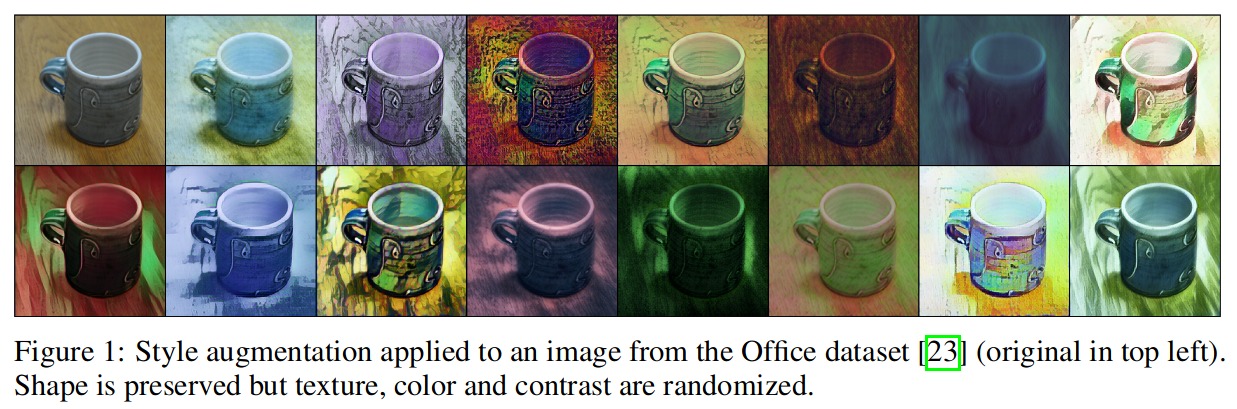 Figure 1: Style augmentation applied to an image from the Office dataset [23] (original in top left).
Shape is preserved but texture, color and contrast are randomized.